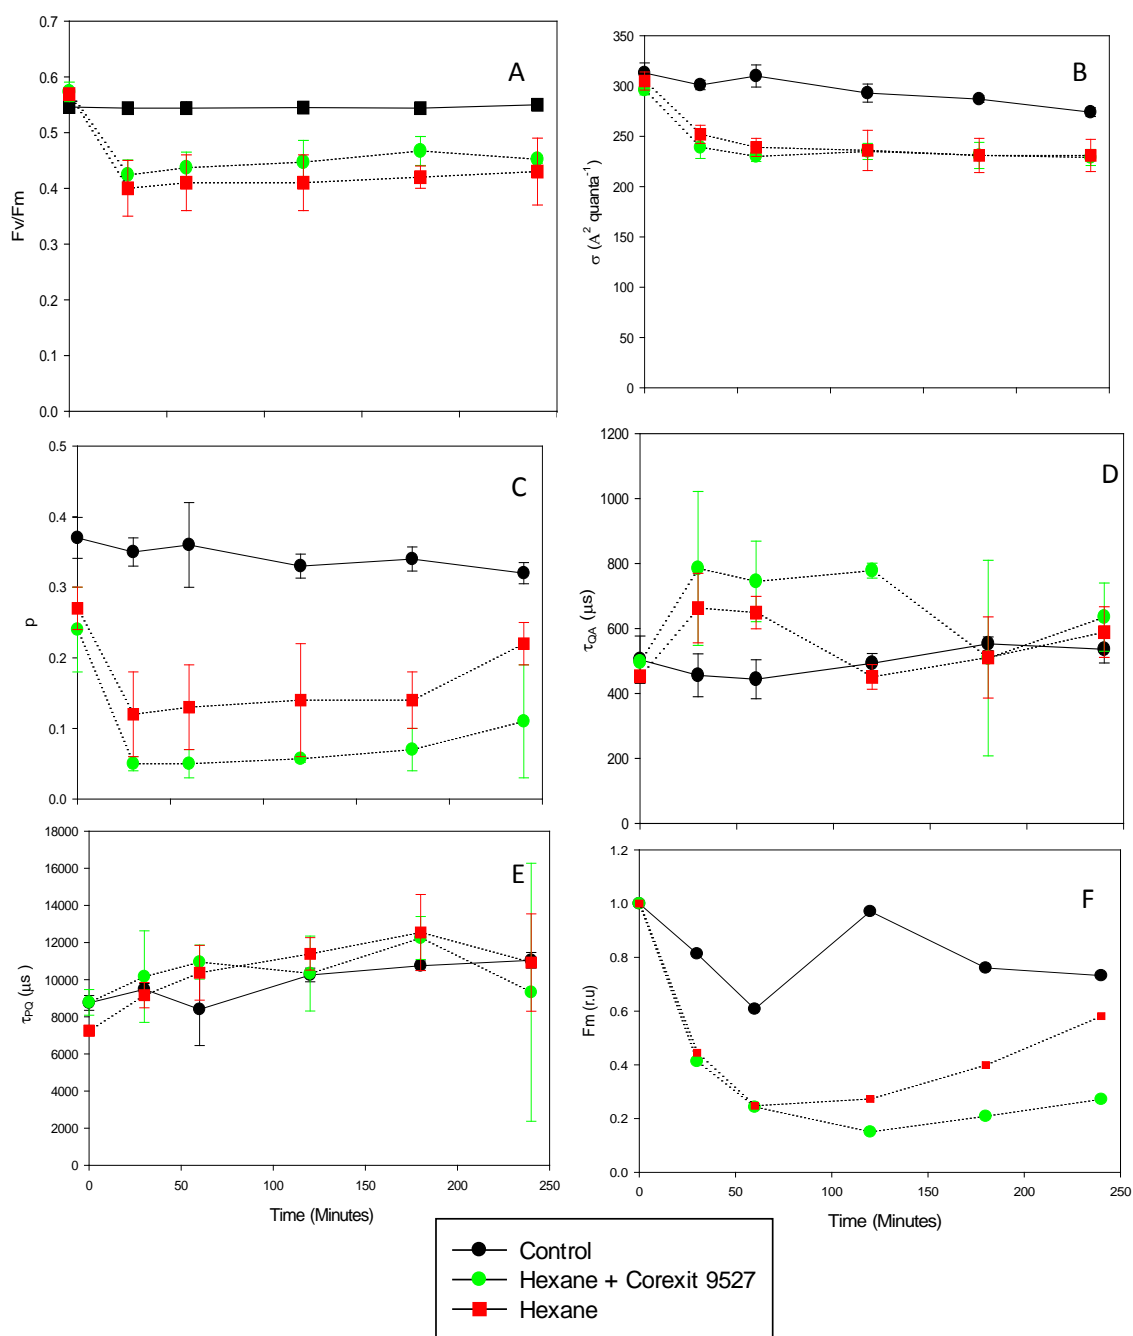 A
Fv/Fm
0.7
0.6
0.5
0.4
0.3
0.2
0.1
0.0
B
σ (A² quanta⁻¹)
350
300
250
200
150
100
50
0
C
p
0.5
0.4
0.3
0.2
0.1
0.0
D
τQA (µs)
1200
1000
800
600
400
200
0
E
τPQ (µs )
18000
16000
14000
12000
10000
8000
6000
4000
2000
0
0 50 100 150 200 250
Time (Minutes)
F
Fm (r.u)
1.2
1.0
0.8
0.6
0.4
0.2
0.0
0 50 100 150 200 250
Time (Minutes)
Control
Hexane + Corexit 9527
Hexane